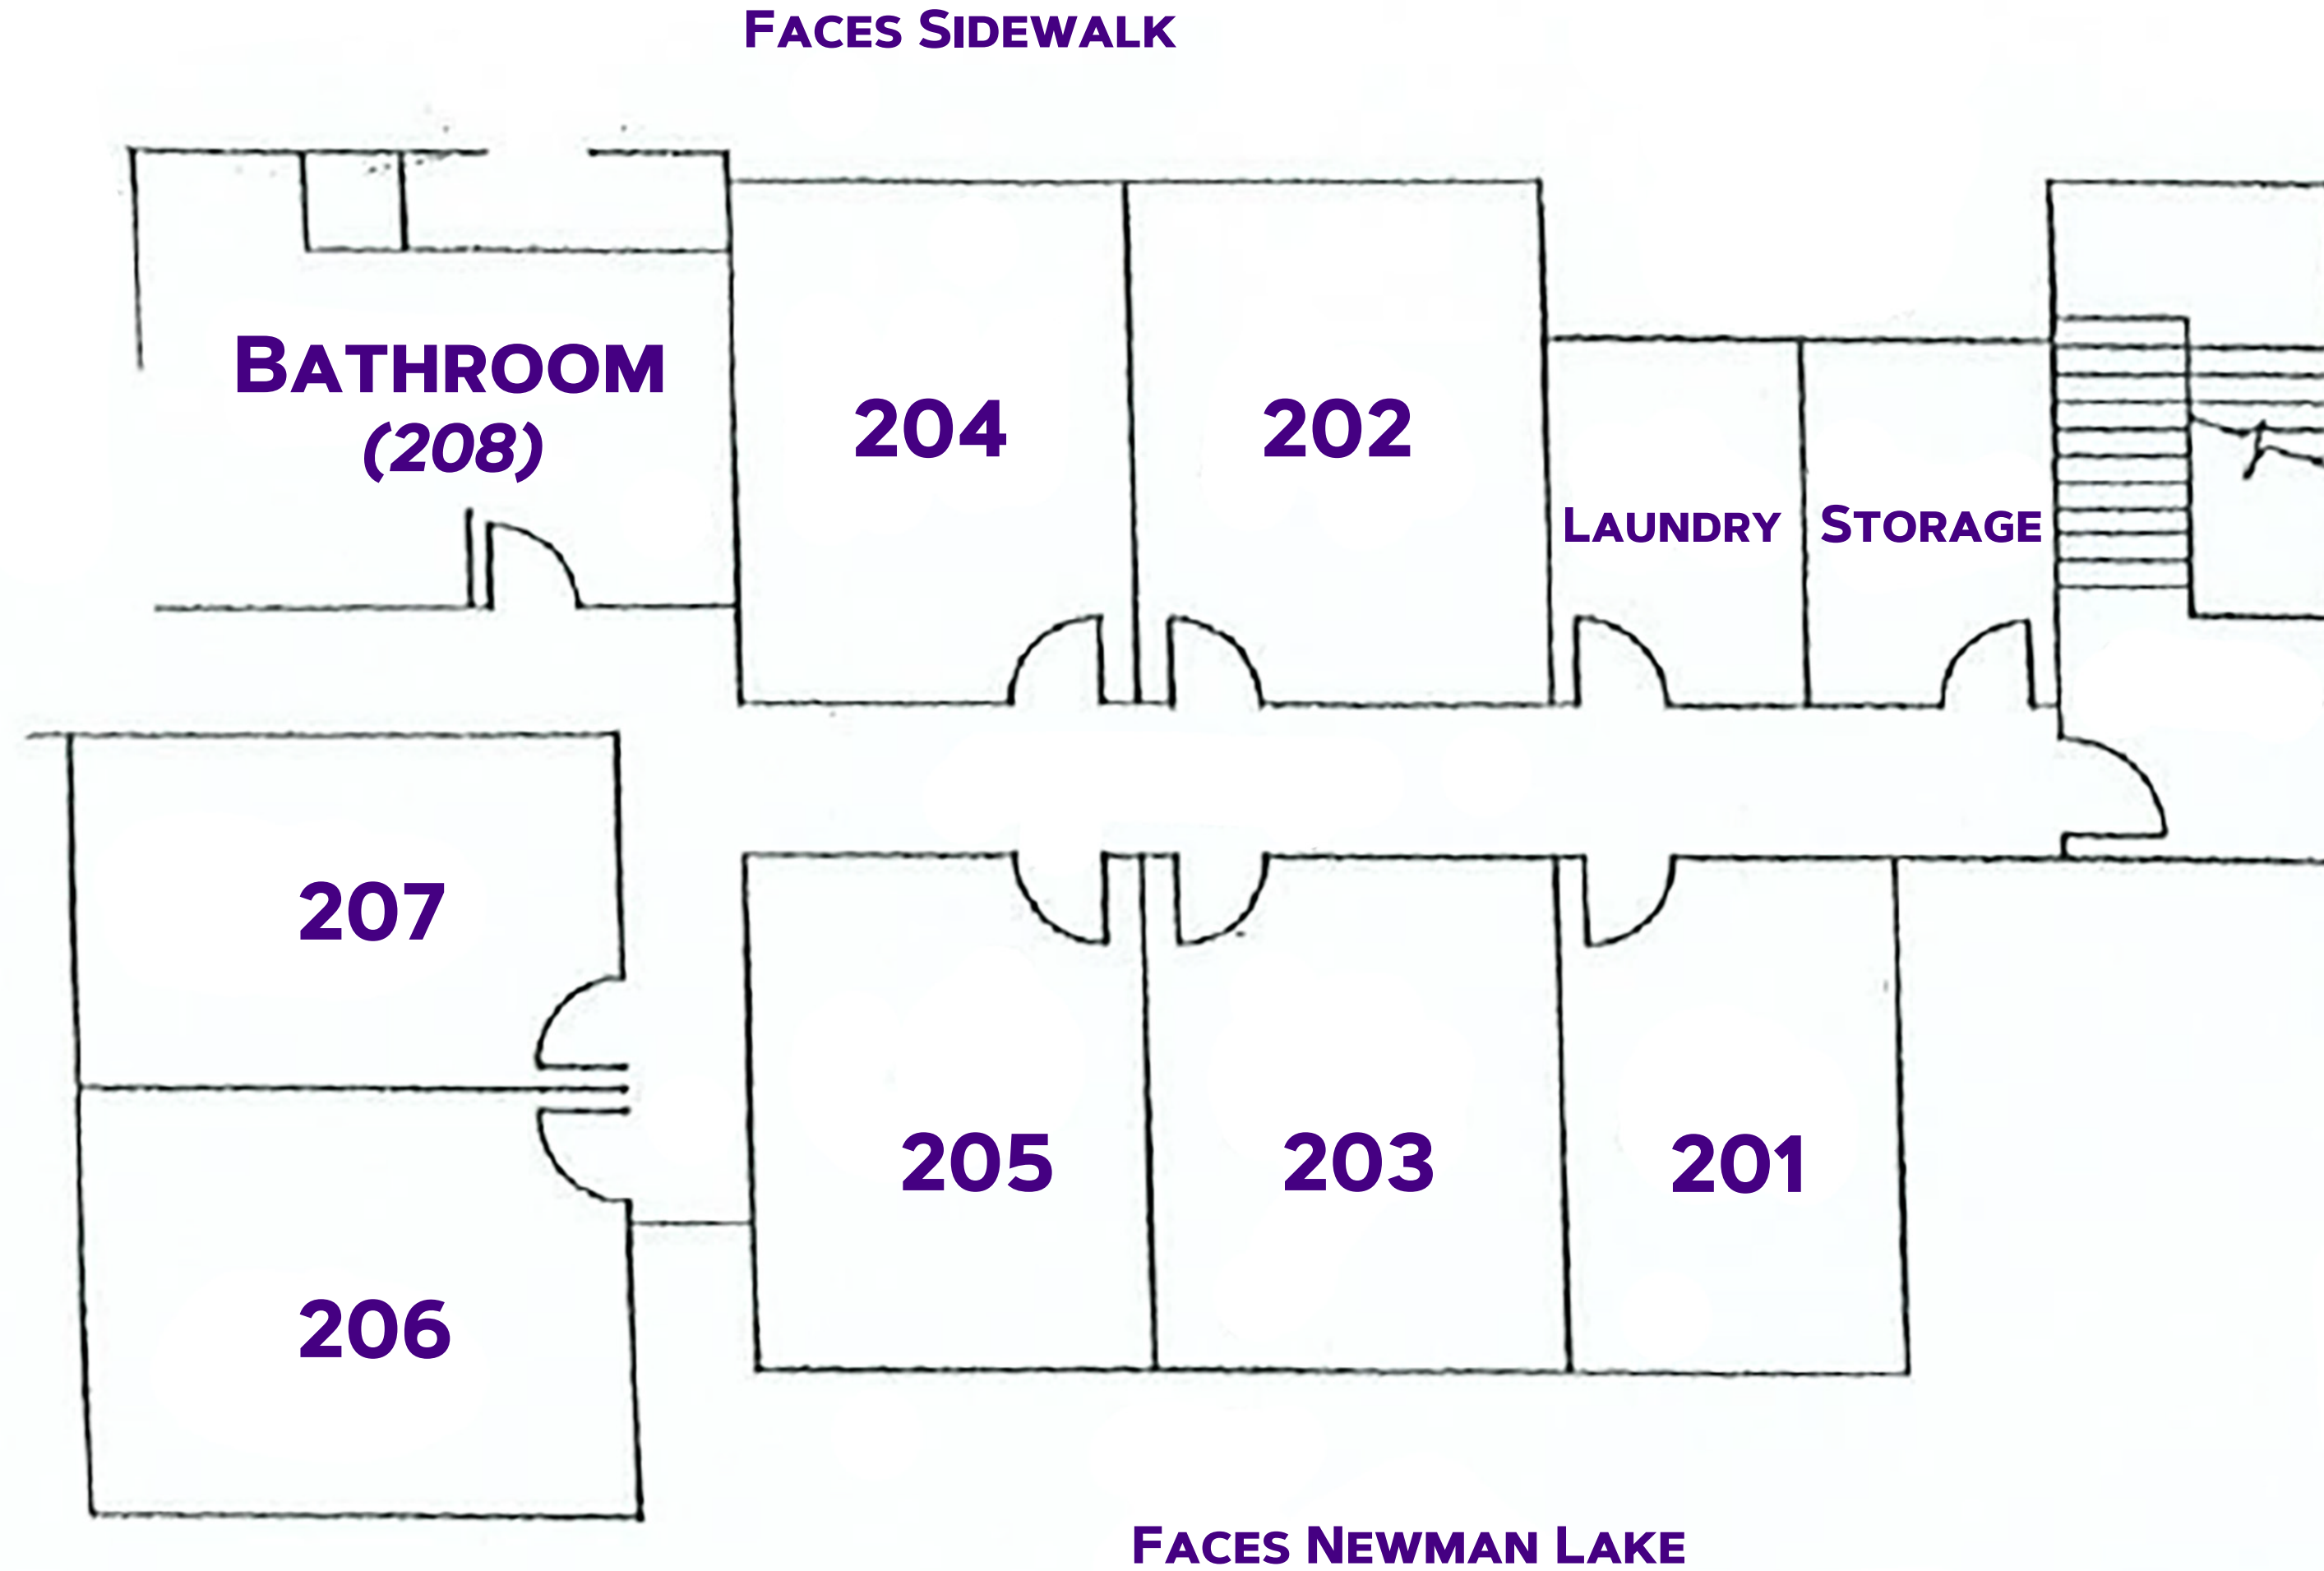 Faces Sidewalk
Bathroom
(208)
204
202
Laundry
Storage
207
205
203
201
206
Faces Newman Lake